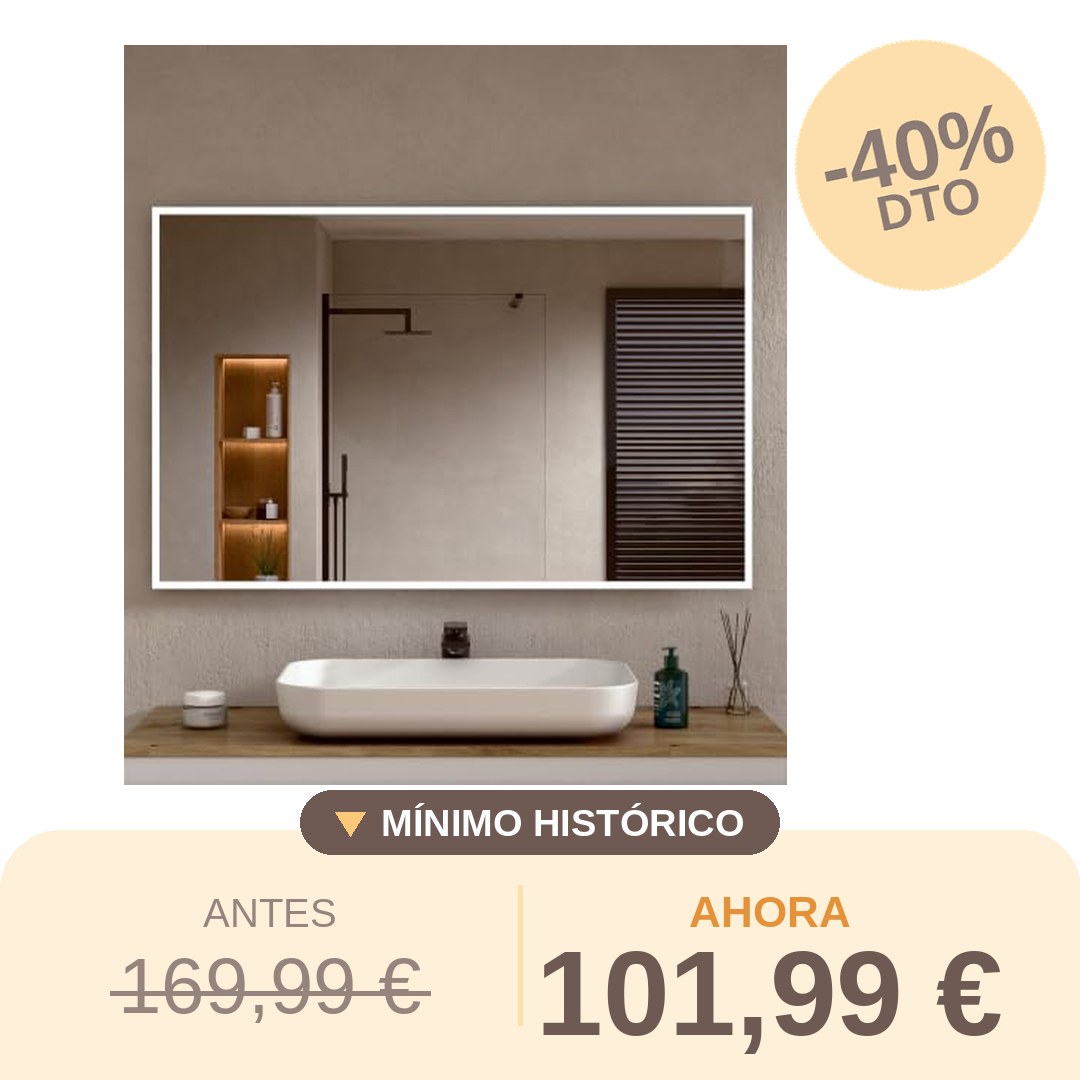 -40%
DTO
MÍNIMO HISTÓRICO
ANTES
169,99 €
AHORA
101,99 €